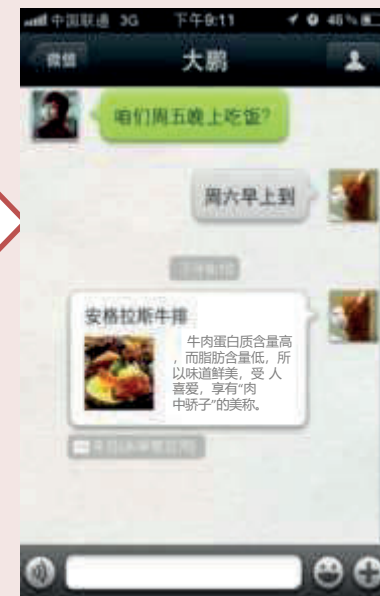 中国联通 3G 下午9:11 46%
微信 大鹏
咱们周五晚上吃饭?
周六早上到
安格拉斯牛排
牛肉蛋白质含量高
，而脂肪含量低，所
以味道鲜美，受 人
喜爱，享有“肉
中骄子”的美称。